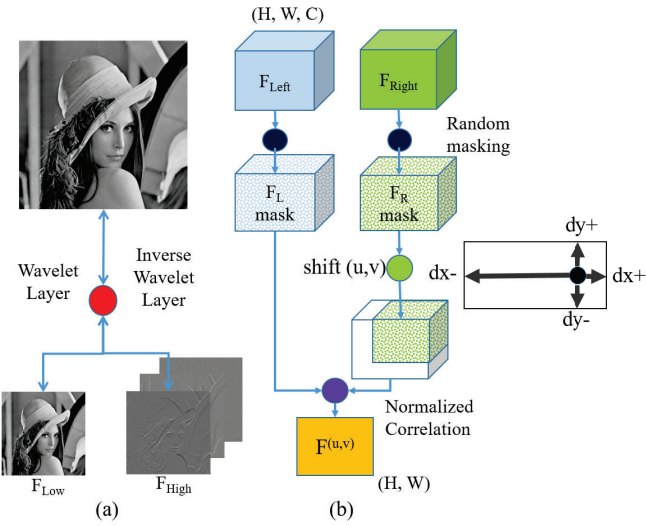 (H, W, C)
F_Left
F_Right
Random
masking
F_L
mask
F_R
mask
shift (u,v)
dy+
dx-
dx+
dy-
Wavelet
Layer
Inverse
Wavelet
Layer
Normalized
Correlation
F^(u,v)
(H, W)
F_Low
F_High
(a)
(b)